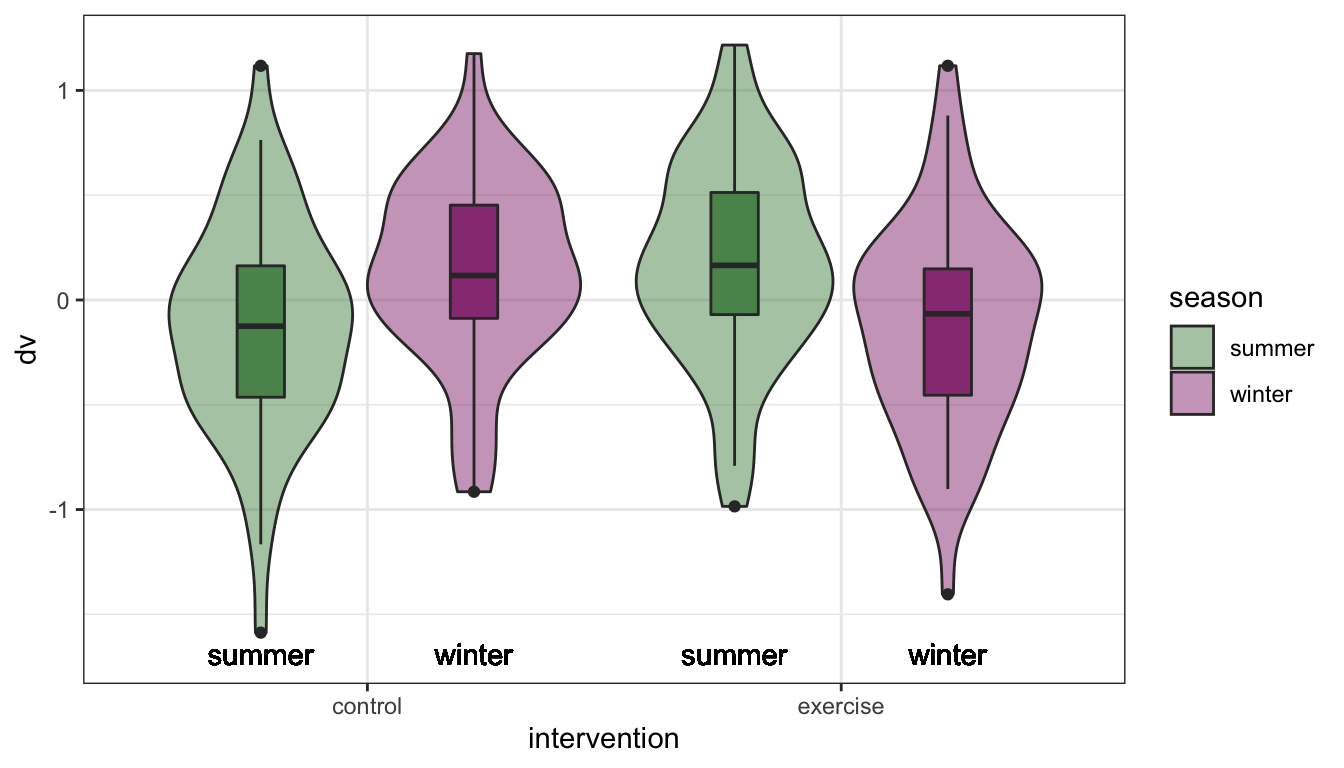 1
0
-1
dv
summer
winter
summer
winter
control
exercise
intervention
season
summer
winter